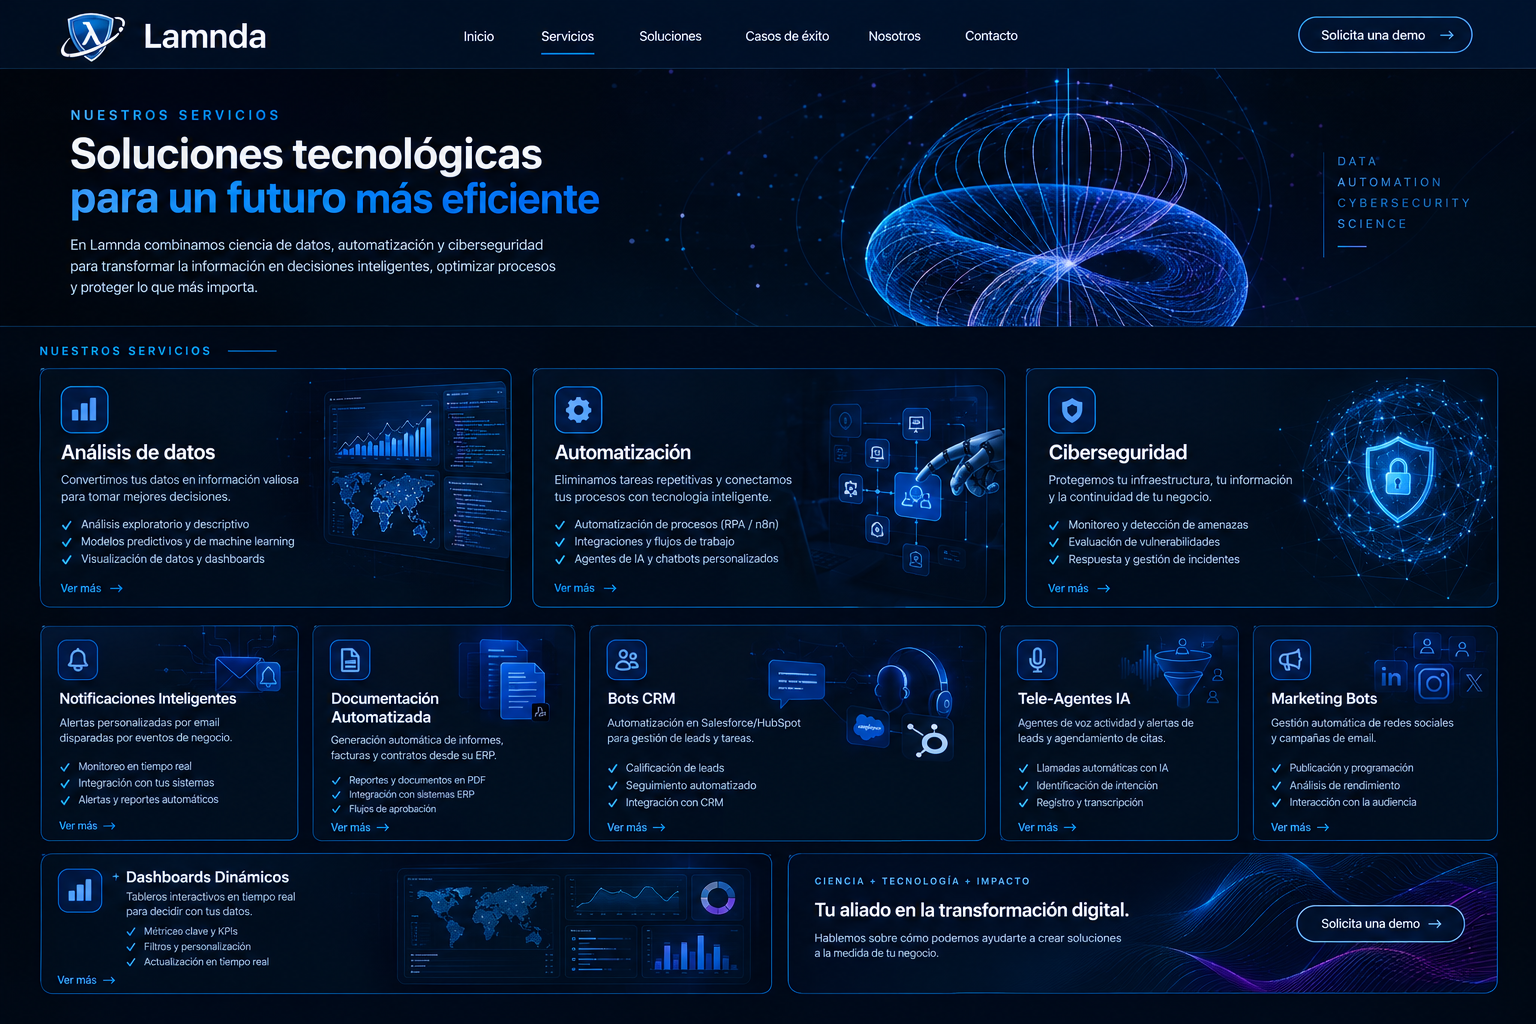 Lamnda
Inicio
Servicios
Soluciones
Casos de éxito
Nosotros
Contacto
Solicita una demo
NUESTROS SERVICIOS
Soluciones tecnológicas
para un futuro más eficiente
En Lamnda combinamos ciencia de datos, automatización y ciberseguridad
para transformar la información en decisiones inteligentes, optimizar procesos
y proteger lo que más importa.
DATA
AUTOMATION
CYBERSECURITY
SCIENCE
NUESTROS SERVICIOS
Análisis de datos
Convertimos tus datos en información valiosa
para tomar mejores decisiones.
Análisis exploratorio y descriptivo
Modelos predictivos y de machine learning
Visualización de datos y dashboards
Ver más
Automatización
Eliminamos tareas repetitivas y conectamos
tus procesos con tecnología inteligente.
Automatización de procesos (RPA / n8n)
Integraciones y flujos de trabajo
Agentes de IA y chatbots personalizados
Ver más
Ciberseguridad
Protegemos tu infraestructura, tu información
y la continuidad de tu negocio.
Monitoreo y detección de amenazas
Evaluación de vulnerabilidades
Respuesta y gestión de incidentes
Ver más
Notificaciones Inteligentes
Alertas personalizadas por email
disparadas por eventos de negocio.
Monitoreo en tiempo real
Integración con tus sistemas
Alertas y reportes automáticos
Ver más
Documentación
Automatizada
Generación automática de informes,
facturas y contratos desde su ERP.
Reportes y documentos en PDF
Integración con sistemas ERP
Flujos de aprobación
Ver más
Bots CRM
Automatización en Salesforce/HubSpot
para gestión de leads y tareas.
Calificación de leads
Seguimiento automatizado
Integración con CRM
Ver más
Tele-Agentes IA
Agentes de voz actividad y alertas de
leads y agendamiento de citas.
Llamadas automáticas con IA
Identificación de intención
Registro y transcripción
Ver más
in
X
Marketing Bots
Gestión automática de redes sociales
y campañas de email.
Publicación y programación
Análisis de rendimiento
Interacción con la audiencia
Ver más
Dashboards Dinámicos
Tableros interactivos en tiempo real
para decidir con tus datos.
Métriceo clave y KPIs
Filtros y personalización
Actualización en tiempo real
Ver más
CIENCIA + TECNOLOGÍA + IMPACTO
Tu aliado en la transformación digital.
Hablemos sobre cómo podemos ayudarte a crear soluciones
a la medida de tu negocio.
Solicita una demo